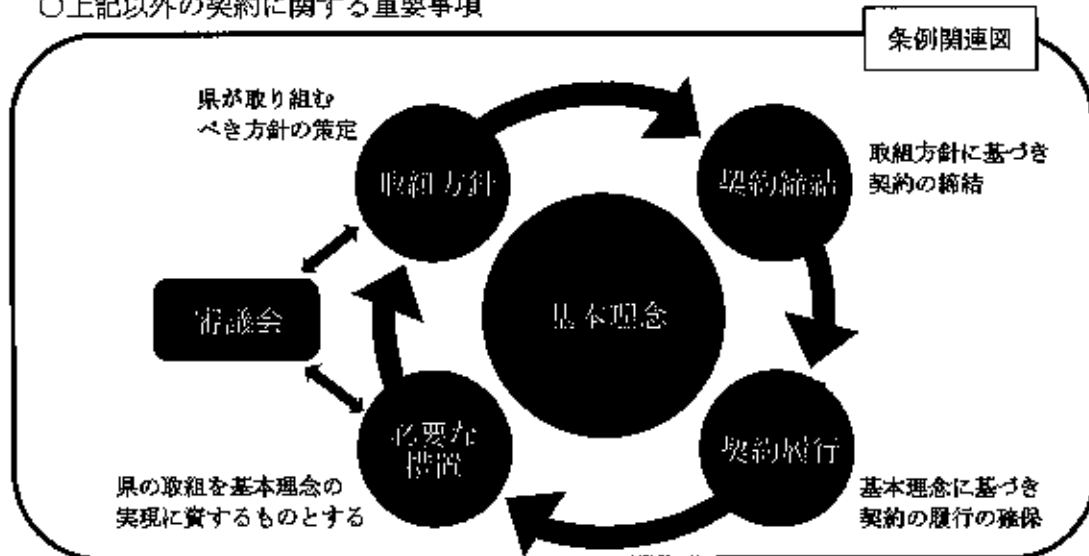 〇上記以外の契約に関する重要事項
条例関連図
県が取り組む
べき方針の策定
取組方針
契約締結
取組方針に基づき
契約の締結
審議会
基本理念
必要な
措置
契約履行
県の取組を基本理念の
実現に資するものとする
基本理念に基づき
契約の履行の確保